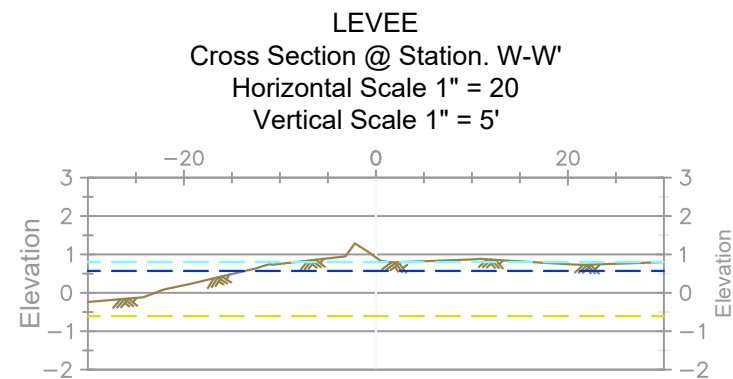 LEVEE
Cross Section @ Station. W-W'
Horizontal Scale 1" = 20
Vertical Scale 1" = 5'
−20 0 20
3 3
2 2
1 1
0 0
−1 −1
−2 −2
Elevation
Elevation